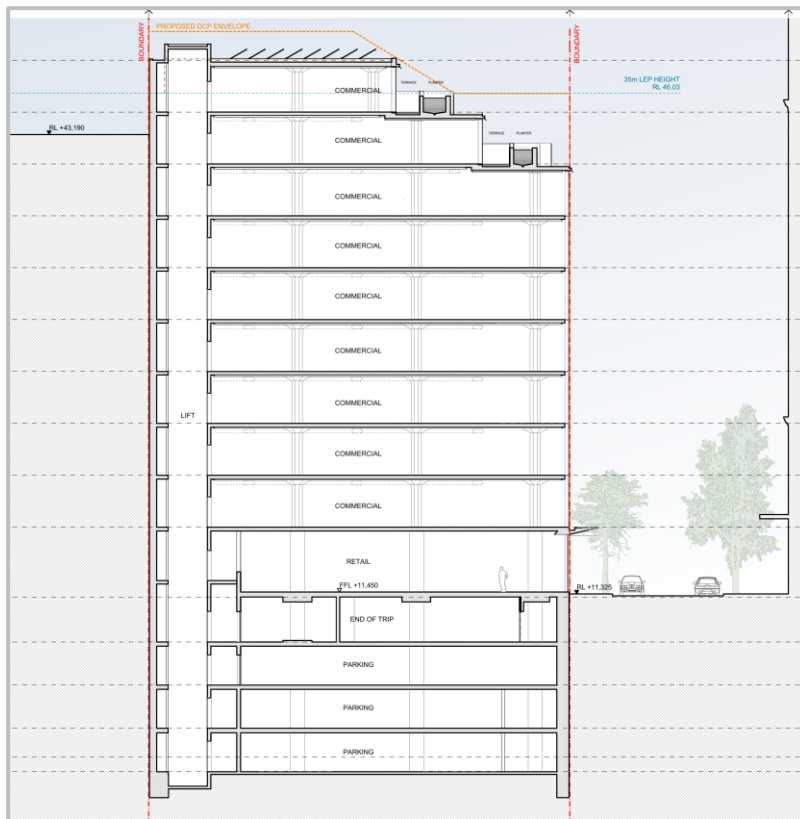 PROPOSED DCP ENVELOPE
BOUNDARY
BOUNDARY
35m LEP HEIGHT
RL 46.03
TERRACE PLANTER
COMMERCIAL
RL +43,190
TERRACE PLANTER
COMMERCIAL
COMMERCIAL
COMMERCIAL
COMMERCIAL
COMMERCIAL
COMMERCIAL
LIFT
COMMERCIAL
COMMERCIAL
RETAIL
FFL +11,450
RL +11,325
END OF TRIP
PARKING
PARKING
PARKING